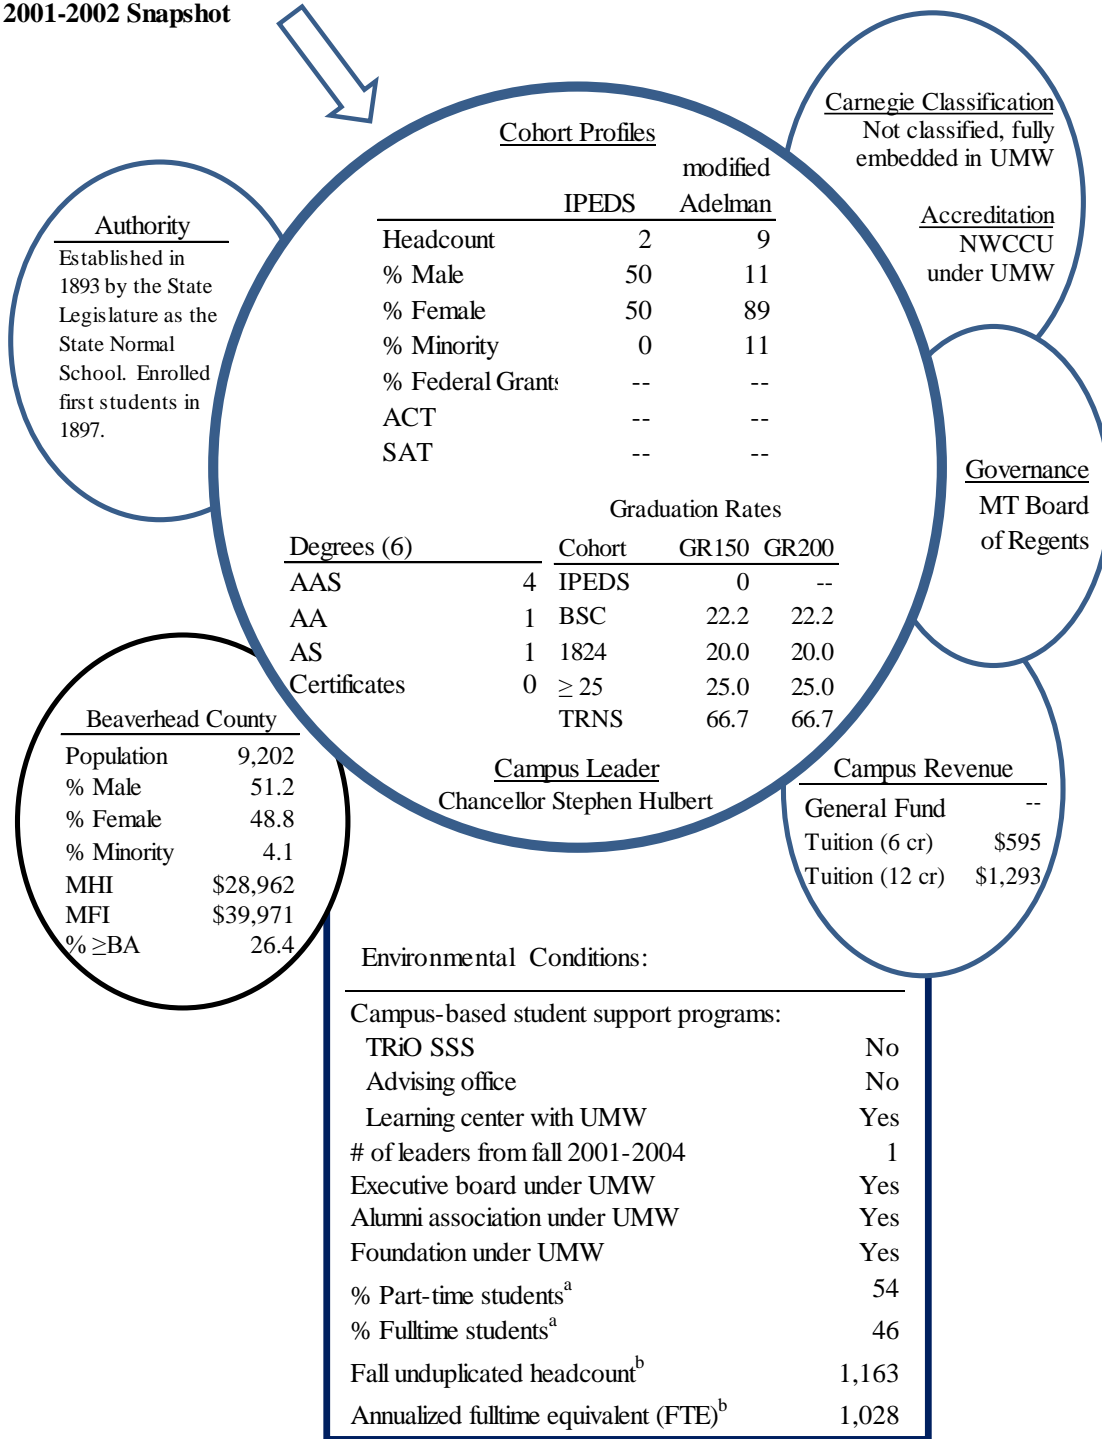 2001-2002 Snapshot
Carnegie Classification
Not classified, fully
embedded in UMW
Accreditation
NWCCU
under UMW
Authority
Established in
1893 by the State
Legislature as the
State Normal
School. Enrolled
first students in
1897.
Cohort Profiles
modified
IPEDS Adelman
Headcount 2 9
% Male 50 11
% Female 50 89
% Minority 0 11
% Federal Grants -- --
ACT -- --
SAT -- --
Governance
MT Board
of Regents
Graduation Rates
Degrees (6)
AAS 4
AA 1
AS 1
Certificates 0
Cohort GR150 GR200
IPEDS 0 --
BSC 22.2 22.2
1824 20.0 20.0
≥ 25 25.0 25.0
TRNS 66.7 66.7
Campus Leader
Chancellor Stephen Hulbert
Beaverhead County
Population 9,202
% Male 51.2
% Female 48.8
% Minority 4.1
MHI $28,962
MFI $39,971
% ≥BA 26.4
Campus Revenue
General Fund --
Tuition (6 cr) $595
Tuition (12 cr) $1,293
Environmental Conditions:
Campus-based student support programs:
TRiO SSS No
Advising office No
Learning center with UMW Yes
# of leaders from fall 2001-2004 1
Executive board under UMW Yes
Alumni association under UMW Yes
Foundation under UMW Yes
% Part-time students^a 54
% Fulltime students^a 46
Fall unduplicated headcount^b 1,163
Annualized fulltime equivalent (FTE)^b 1,028